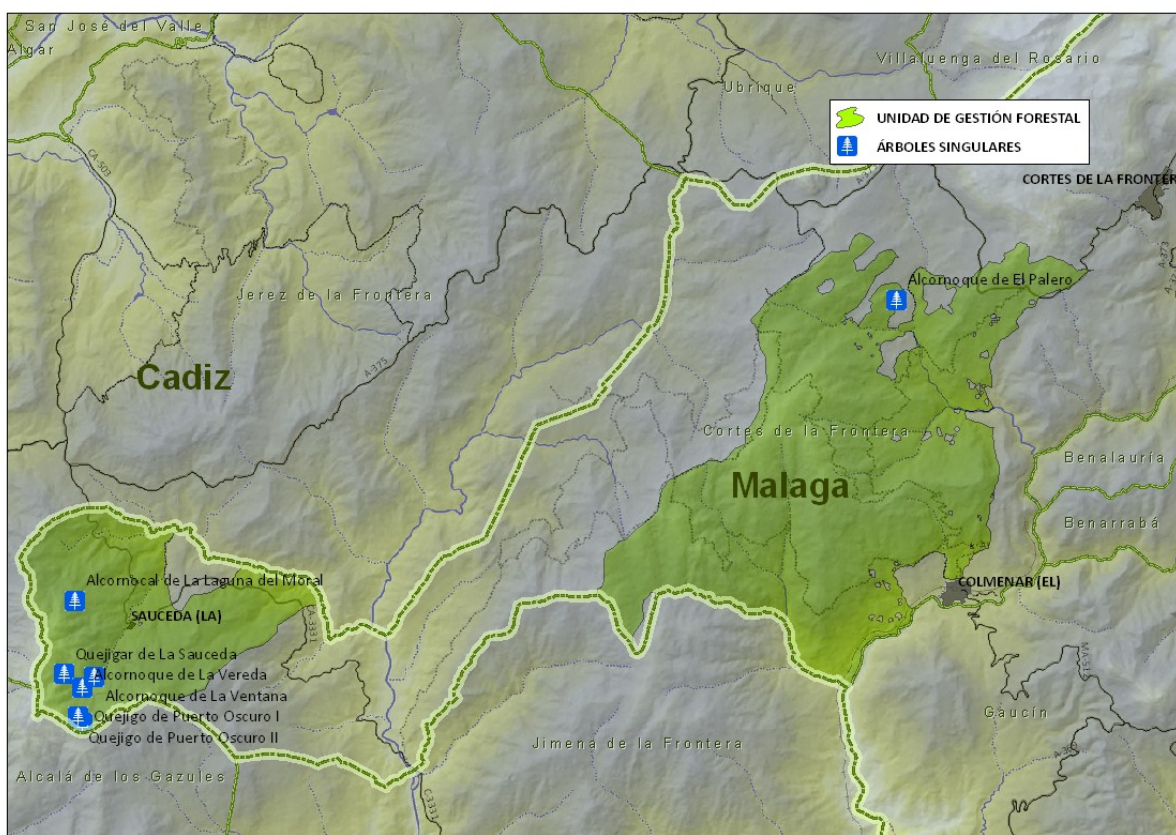 San José del Valle
Algar
Villaluenga del Rosario
Ubrique
UNIDAD DE GESTIÓN FORESTAL
ÁRBOLES SINGULARES
CA-503
CORTES DE LA FRONTER
A-373
Alcornoque de El Palero
Jerez de la Frontera
A-375
Cadiz
Cortes de la Frontera
Benalauría
Malaga
Benarrabá
Alcornocal de La Laguna del Moral
COLMENAR (EL)
SAUCEDA (LA)
CA-3331
Quejigar de La Sauceda
Alcornoque de La Vereda
Alcornoque de La Ventana
Gaucín
Quejigo de Puerto Oscuro I
Quejigo de Puerto Oscuro II
Jimena de la Frontera
Alcalá de los Gazules
C-3331